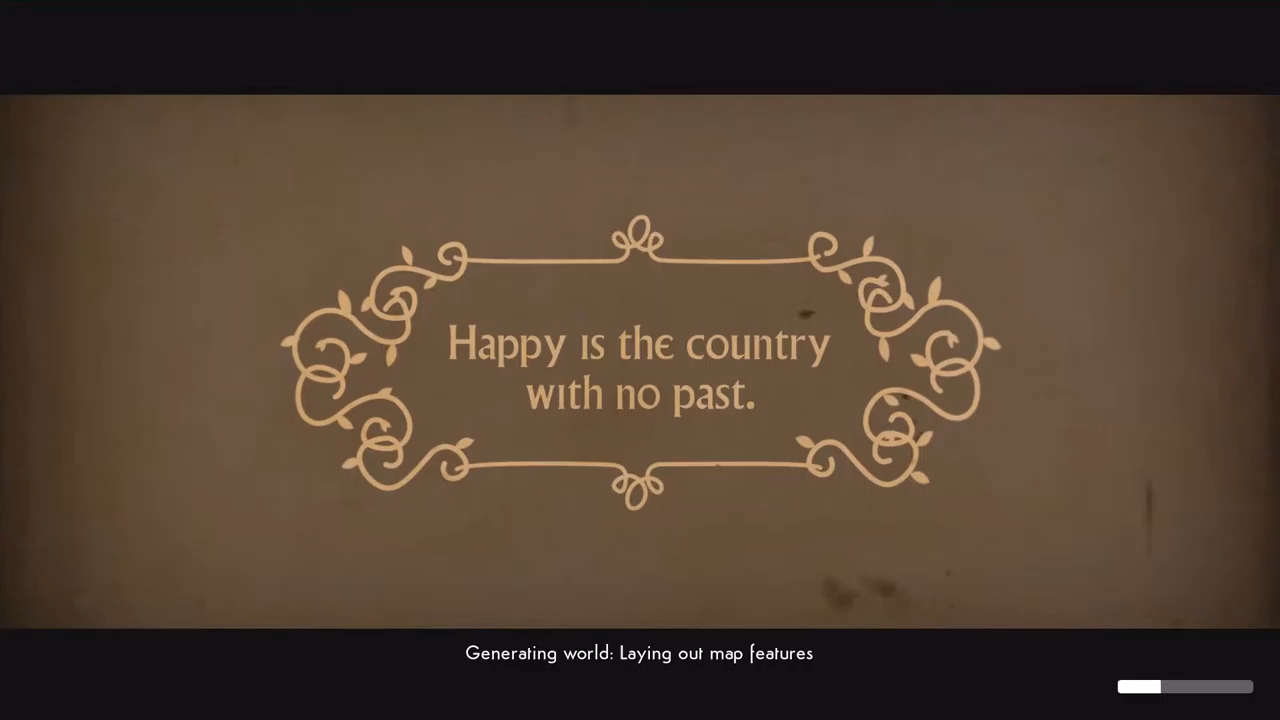 Happy is the country
with no past.
Generating world: Laying out map features